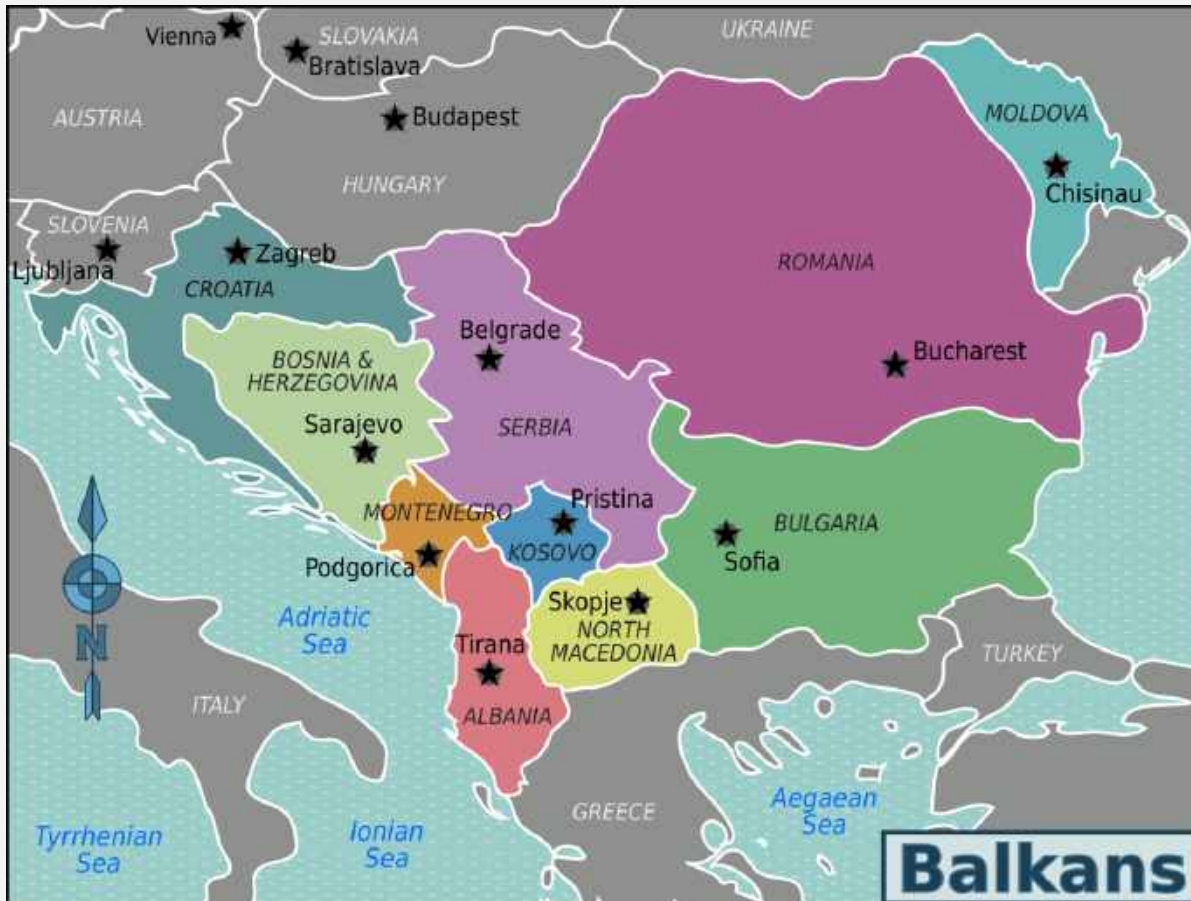 Vienna
SLOVAKIA
Bratislava
UKRAINE
AUSTRIA
Budapest
MOLDOVA
HUNGARY
Chisinau
SLOVENIA
Ljubljana
Zagreb
CROATIA
ROMANIA
Belgrade
BOSNIA &
HERZEGOVINA
Bucharest
Sarajevo
SERBIA
MONTENEGRO
Pristina
KOSOVO
BULGARIA
Sofia
Podgorica
Skopje
NORTH
MACEDONIA
Adriatic
Sea
N
Tirana
TURKEY
ITALY
ALBANIA
GREECE
Aegaean
Sea
Tyrrhenian
Sea
Ionian
Sea
Balkans